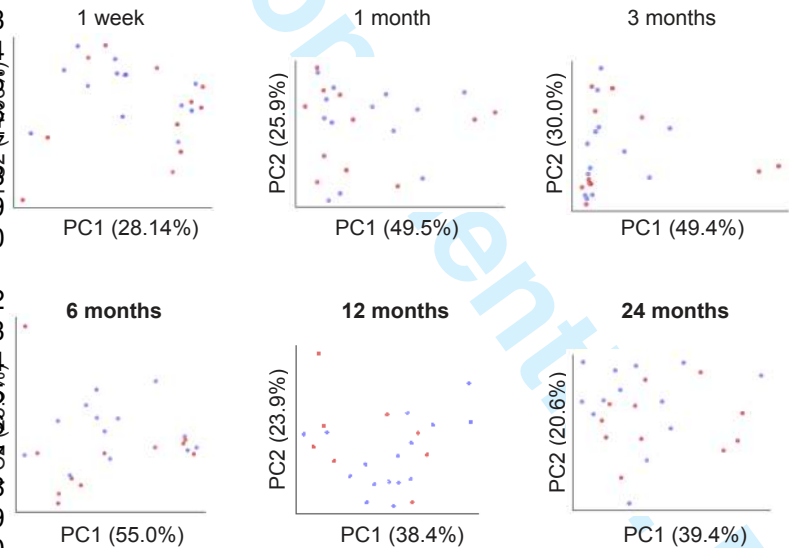 1 week
1 month
3 months
PC2 (25.9%)
PC2 (30.0%)
PC1 (28.14%)
PC1 (49.5%)
PC1 (49.4%)
6 months
12 months
24 months
PC2 (23.9%)
PC2 (20.6%)
PC1 (55.0%)
PC1 (38.4%)
PC1 (39.4%)